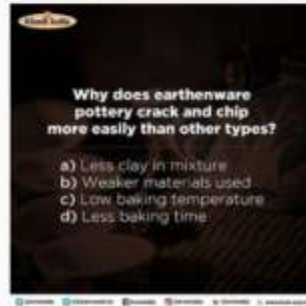 Why does earthenware
pottery crack and chip
more easily than other types?
a) Less clay in mixture
b) Weaker materials used
c) Low baking temperature
d) Less baking time